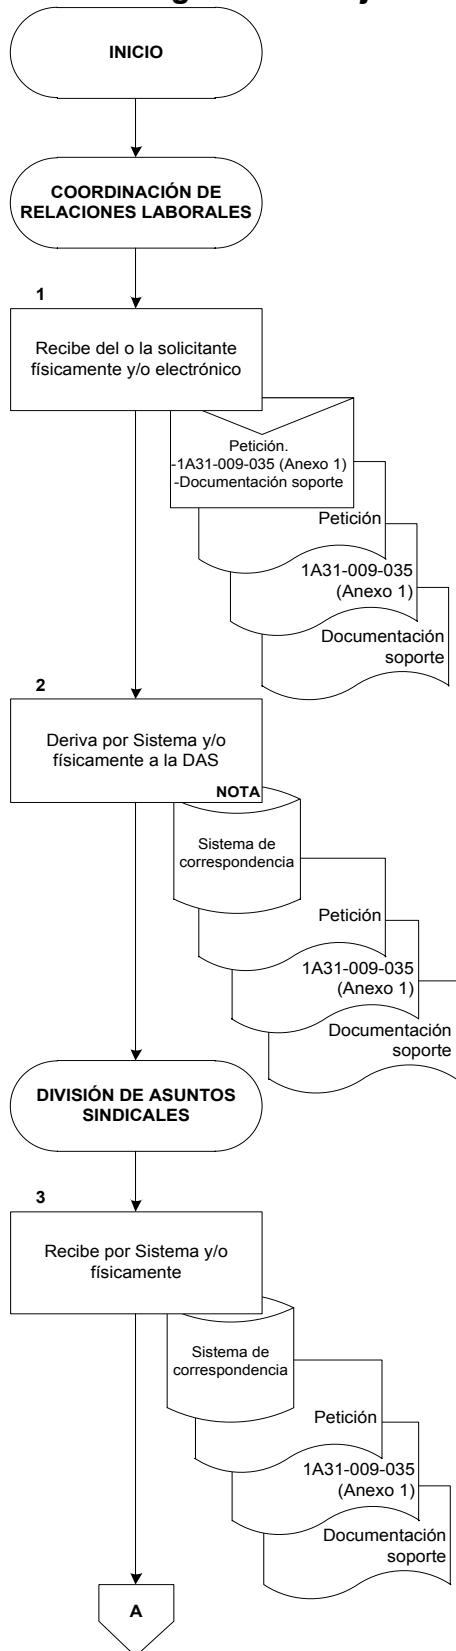 INICIO
COORDINACIÓN DE
RELACIONES LABORALES
1
Recibe del o la solicitante
físicamente y/o electrónico
Petición.
-1A31-009-035 (Anexo 1)
-Documentación soporte
Petición
1A31-009-035
(Anexo 1)
Documentación
soporte
2
Deriva por Sistema y/o
físicamente a la DAS
NOTA
Sistema de
correspondencia
Petición
1A31-009-035
(Anexo 1)
Documentación
soporte
DIVISIÓN DE ASUNTOS
SINDICALES
3
Recibe por Sistema y/o
físicamente
Sistema de
correspondencia
Petición
1A31-009-035
(Anexo 1)
Documentación
soporte
A